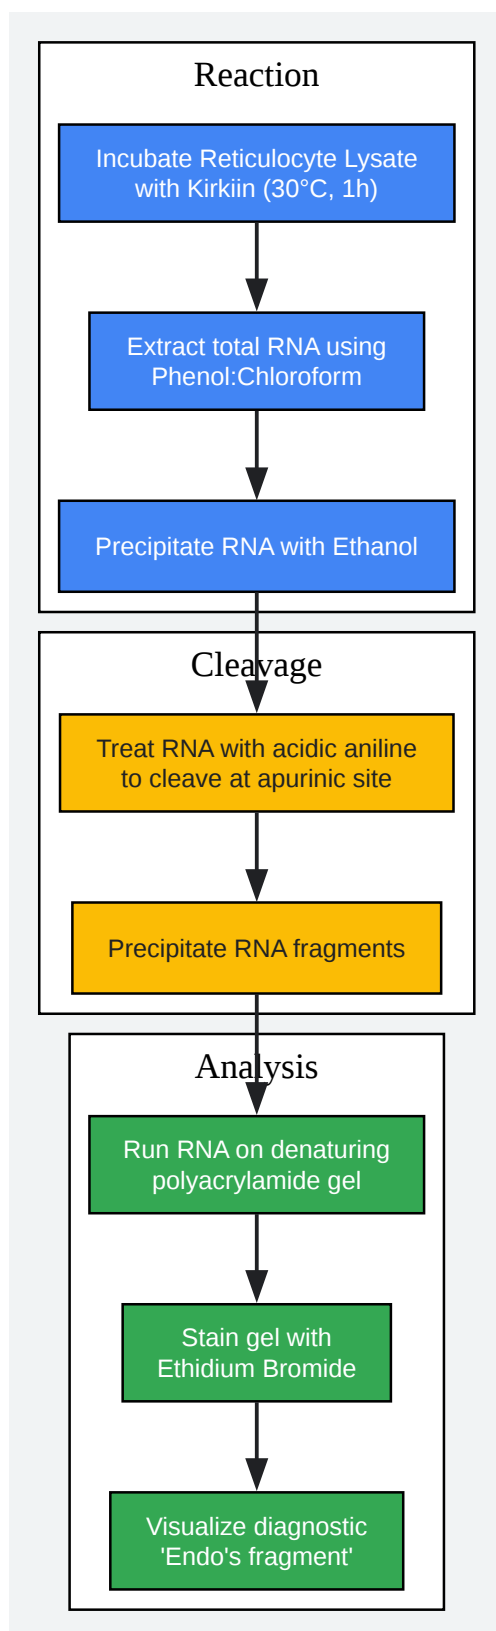 Reaction
Incubate Reticulocyte Lysate
with Kirkiin (30°C, 1h)
Extract total RNA using
Phenol:Chloroform
Precipitate RNA with Ethanol
Cleavage
Treat RNA with acidic aniline
to cleave at apurinic site
Precipitate RNA fragments
Analysis
Run RNA on denaturing
polyacrylamide gel
Stain gel with
Ethidium Bromide
Visualize diagnostic
'Endo's fragment'